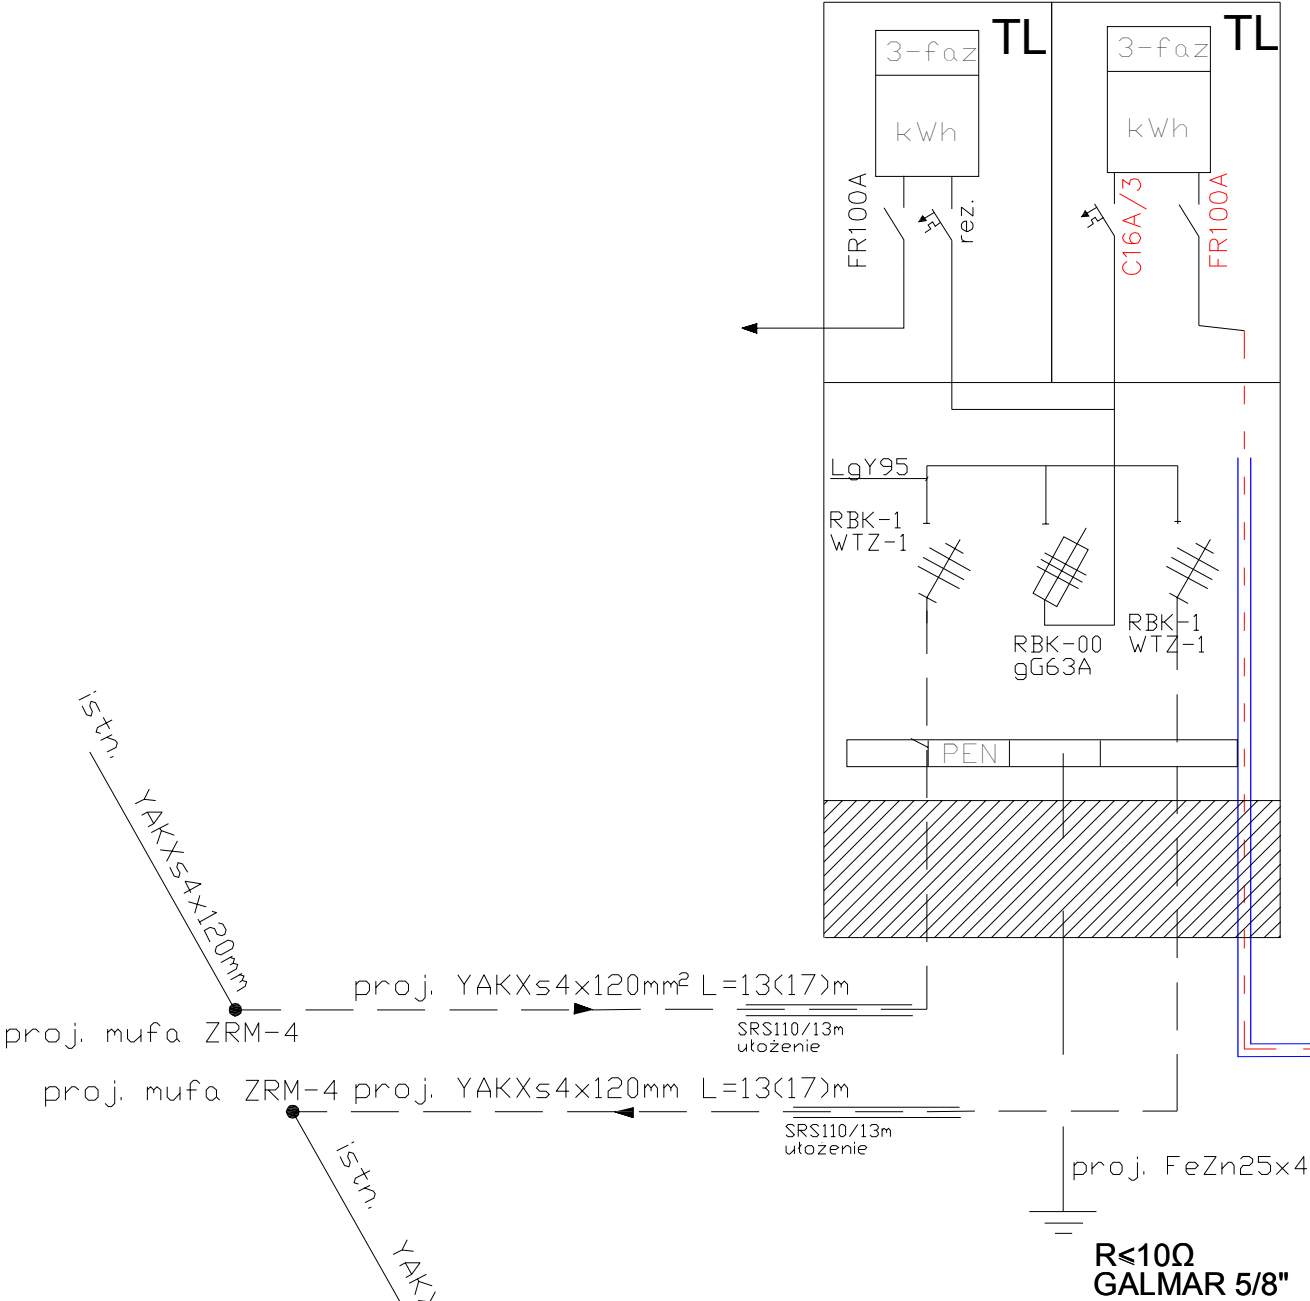 TL
TL
3-faz
3-faz
kWh
kWh
FR100A
rez.
C16A/3
FR100A
LgY95
RBK-1
WTZ-1
RBK-00
gG63A
RBK-1
WTZ-1
PEN
istn.
YAKXs4x120mm
proj. YAKXs4x120mm² L=13(17)m
SRS110/13m
ułożenie
proj. mufa ZRM-4
proj. mufa ZRM-4
proj. YAKXs4x120mm L=13(17)m
SRS110/13m
ułożenie
istn.
proj. FeZn25x4
R≤10Ω
GALMAR 5/8"